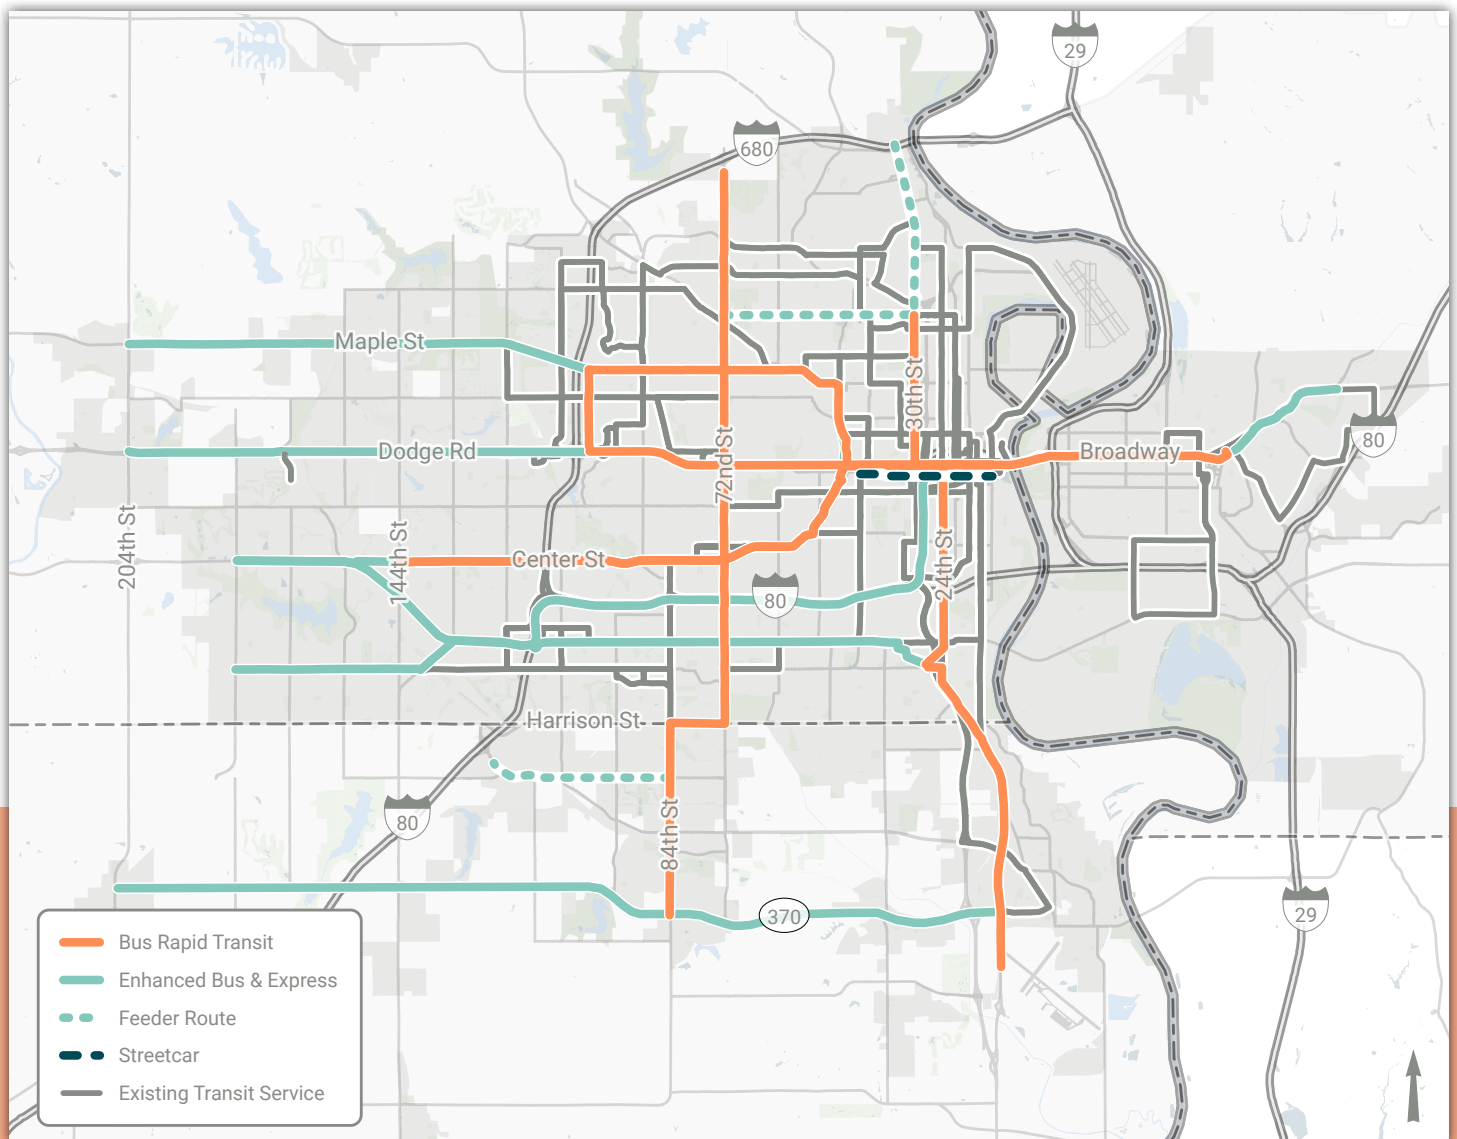 29
680
Maple St
30th St
Dodge Rd
72nd St
Broadway
80
204th St
144th St
Center St
24th St
80
Harrison St
80
84th St
370
29
Bus Rapid Transit
Enhanced Bus & Express
Feeder Route
Streetcar
Existing Transit Service